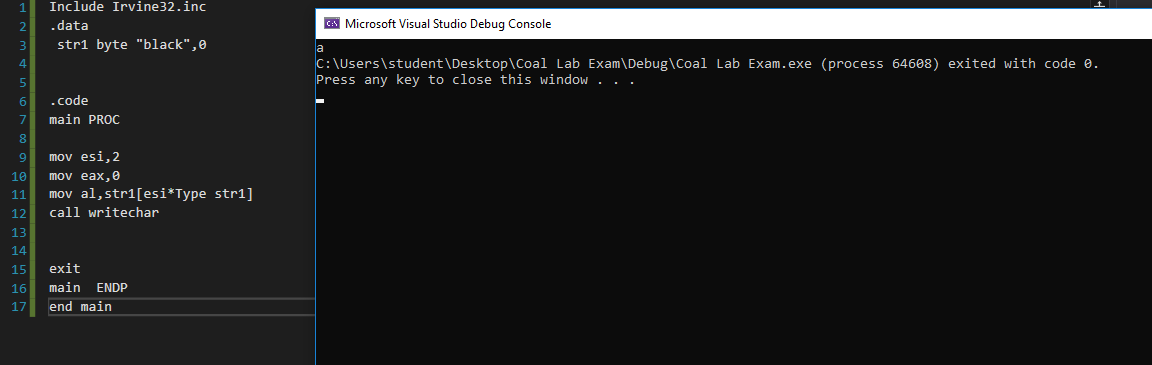 1 Include Irvine32.inc
2 .data
3 str1 byte "black",0
4
5
6 .code
7 main PROC
8
9 mov esi,2
10 mov eax,0
11 mov al,str1[esi*Type str1]
12 call writechar
13
14
15 exit
16 main  ENDP
17 end main
C:\ Microsoft Visual Studio Debug Console
a
C:\Users\student\Desktop\Coal Lab Exam\Debug\Coal Lab Exam.exe (process 64608) exited with code 0.
Press any key to close this window . . .